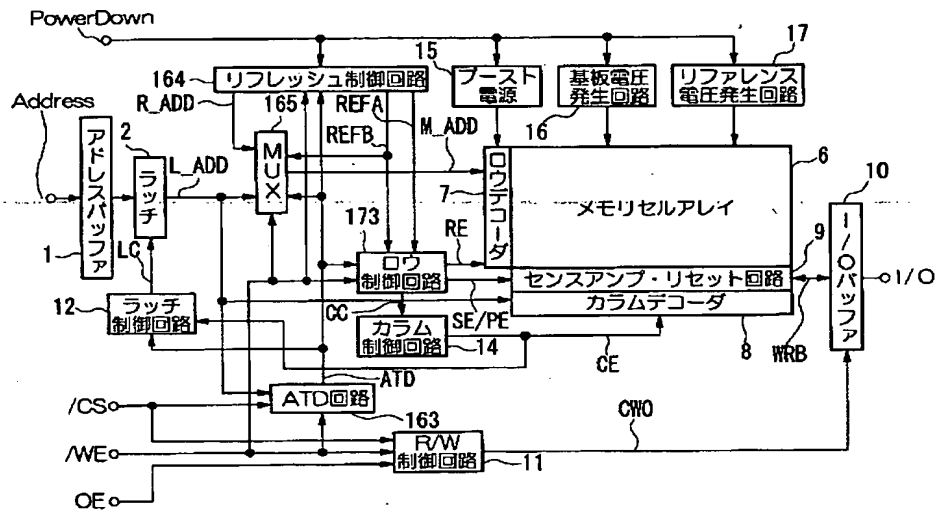 PowerDown
15
17
164
リフレッシュ制御回路
ブースト
電源
基板電圧
発生回路
リファレンス
電圧発生回路
R_ADD
165
REFA
REFB
M_ADD
16
Address
2
アドレスバッファ
ラッチ
L_ADD
MUX
ロウデコーダ
7
メモリセルアレイ
6
10
I/Oバッファ
1
LC
173
ロウ
制御回路
RE
センスアンプ・リセット回路
9
I/O
カラムデコーダ
12
ラッチ
制御回路
CC
SE/PE
カラム
制御回路
14
8
WRB
CE
ATD
/CS
ATD回路
163
CWO
/WE
R/W
制御回路
11
OE